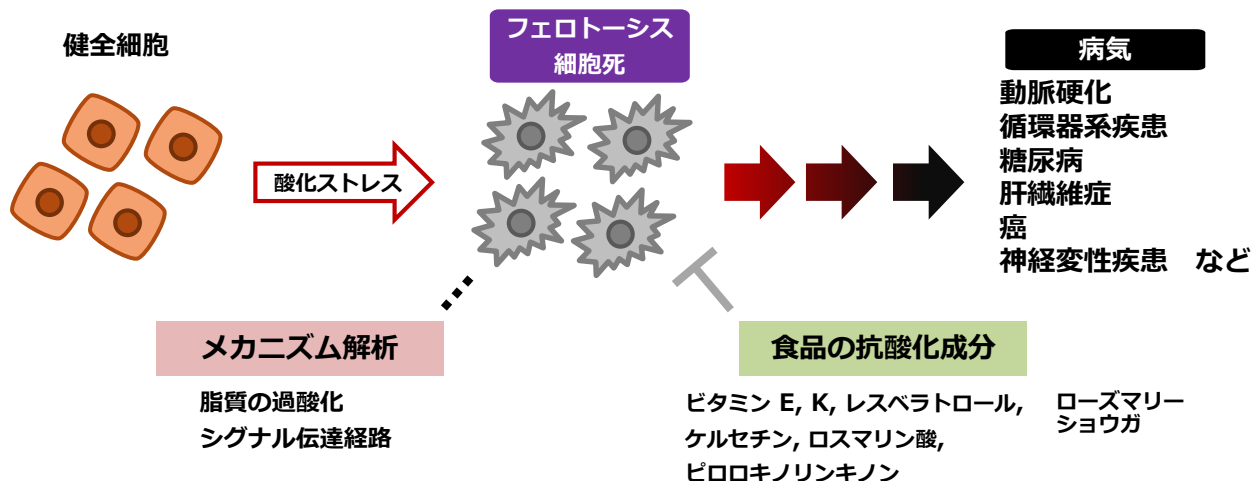 健全細胞
フェロトーシス
細胞死
病気
動脈硬化
循環器系疾患
糖尿病
肝繊維症
癌
神経変性疾患 など
酸化ストレス
メカニズム解析
脂質の過酸化
シグナル伝達経路
食品の抗酸化成分
ビタミン E, K, レスベラトロール,
ケルセチン, ロスマリン酸,
ピロロキノリンキノン
ローズマリー
ショウガ